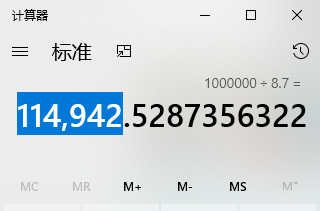 计算器
标准
1000000 ÷ 8.7 =
114,942.5287356322
MC MR M+ M- MS M˅